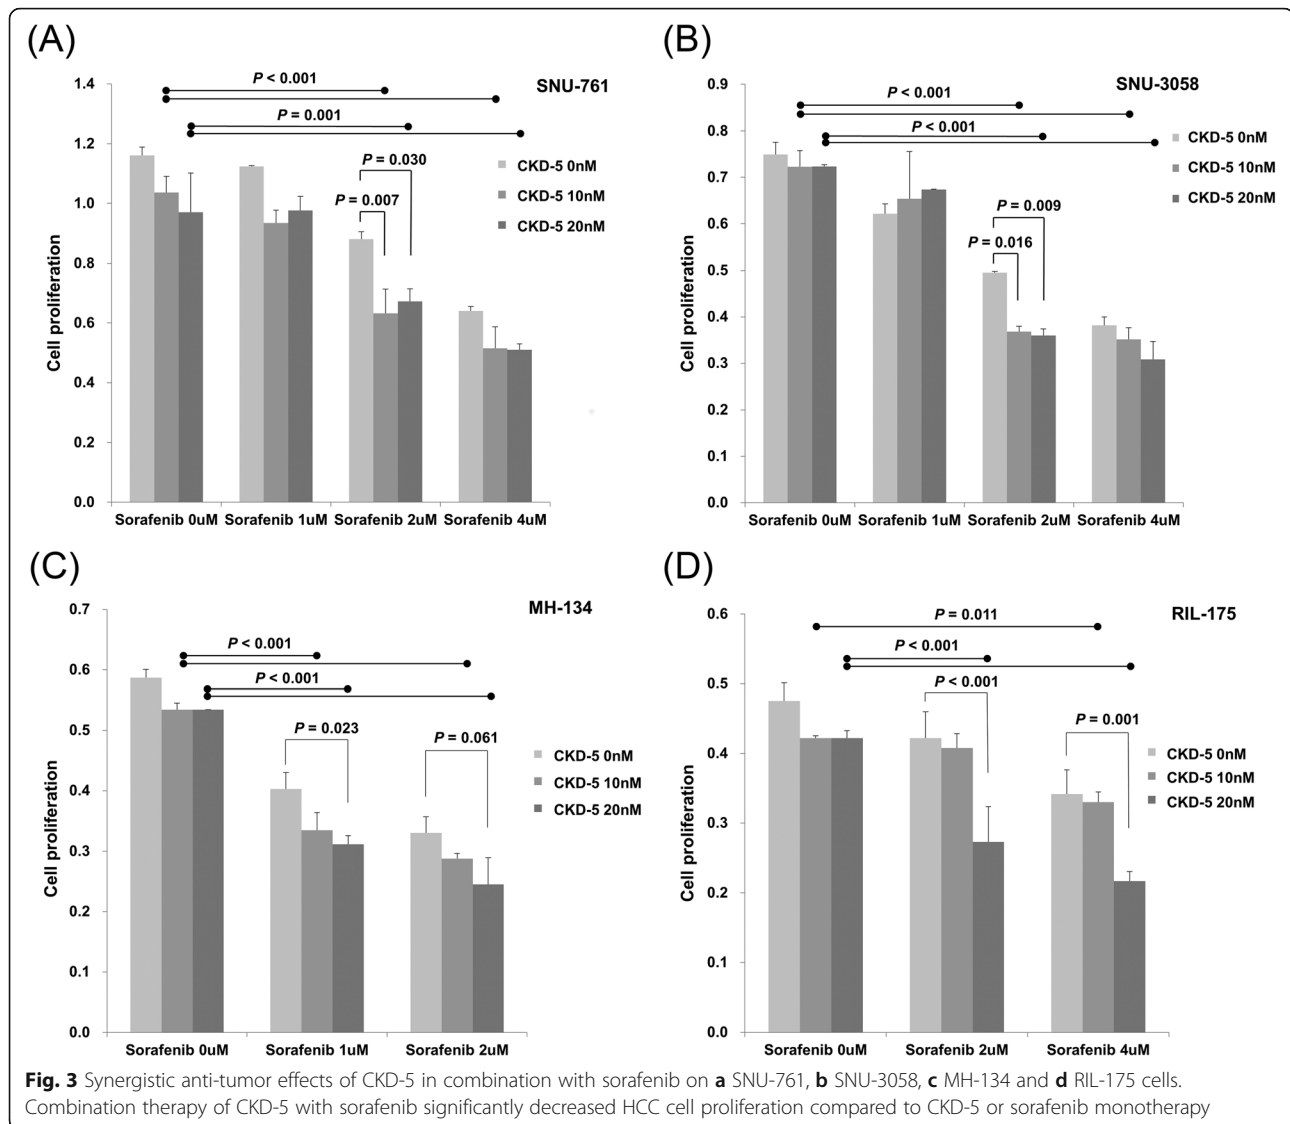 (A)
SNU-761
P < 0.001
P = 0.001
P = 0.030
P = 0.007
CKD-5 0nM
CKD-5 10nM
CKD-5 20nM
Cell proliferation
1.4
1.2
1.0
0.8
0.6
0.4
0.2
0.0
Sorafenib 0uM Sorafenib 1uM Sorafenib 2uM Sorafenib 4uM
(B)
SNU-3058
P < 0.001
P < 0.001
P = 0.009
P = 0.016
CKD-5 0nM
CKD-5 10nM
CKD-5 20nM
Cell proliferation
0.9
0.8
0.7
0.6
0.5
0.4
0.3
0.2
0.1
0.0
Sorafenib 0uM Sorafenib 1uM Sorafenib 2uM Sorafenib 4uM
(C)
MH-134
P < 0.001
P < 0.001
P = 0.023
P = 0.061
CKD-5 0nM
CKD-5 10nM
CKD-5 20nM
Cell proliferation
0.7
0.6
0.5
0.4
0.3
0.2
0.1
0.0
Sorafenib 0uM Sorafenib 1uM Sorafenib 2uM
(D)
RIL-175
P = 0.011
P < 0.001
P < 0.001
P = 0.001
CKD-5 0nM
CKD-5 10nM
CKD-5 20nM
Cell proliferation
0.6
0.5
0.4
0.3
0.2
0.1
0.0
Sorafenib 0uM Sorafenib 2uM Sorafenib 4uM
Fig. 3 Synergistic anti-tumor effects of CKD-5 in combination with sorafenib on a SNU-761, b SNU-3058, c MH-134 and d RIL-175 cells.
Combination therapy of CKD-5 with sorafenib significantly decreased HCC cell proliferation compared to CKD-5 or sorafenib monotherapy